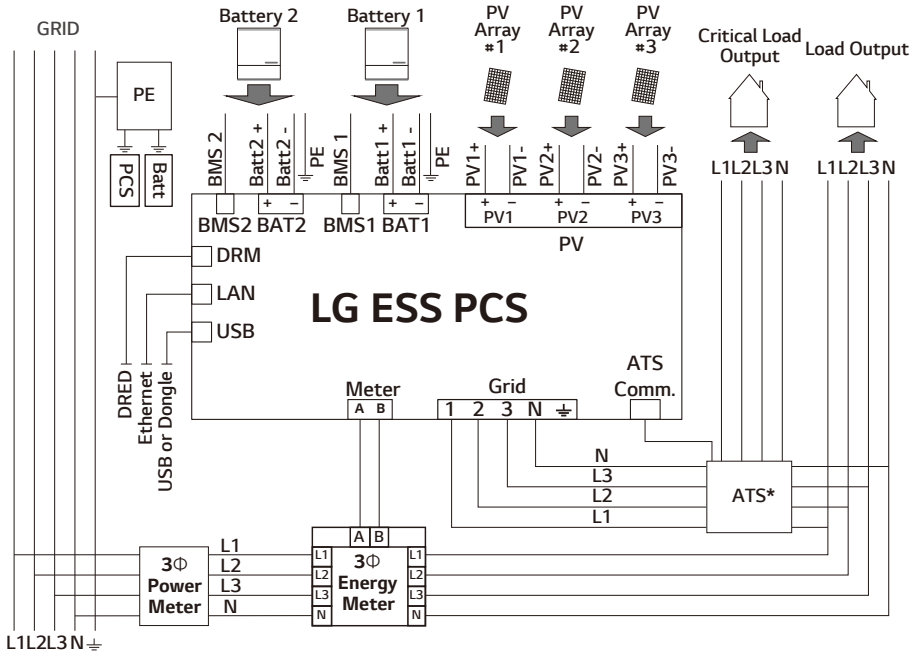 GRID
Battery 2
Battery 1
PV
Array
#1
PV
Array
#2
PV
Array
#3
Critical Load
Output
Load Output
PE
PCS
Batt
BMS 2
Batt2 +
Batt2 -
PE
BMS 1
Batt1 +
Batt1 -
PE
PV1+
PV1-
PV2+
PV2-
PV3+
PV3-
L1L2L3 N
L1L2L3N
+ −
+ −
+ −
+ −
+ −
BMS2 BAT2
BMS1 BAT1
PV1
PV2
PV3
PV
DRM
LAN
USB
LG ESS PCS
DRED
Ethernet
USB or Dongle
Meter
A B
Grid
1 2 3 N
ATS
Comm.
N
L3
L2
L1
ATS*
A B
3Φ
Power
Meter
L1
L2
L3
N
L1
L2
L3
N
3Φ
Energy
Meter
L1
L2
L3
N
L1L2L3 N